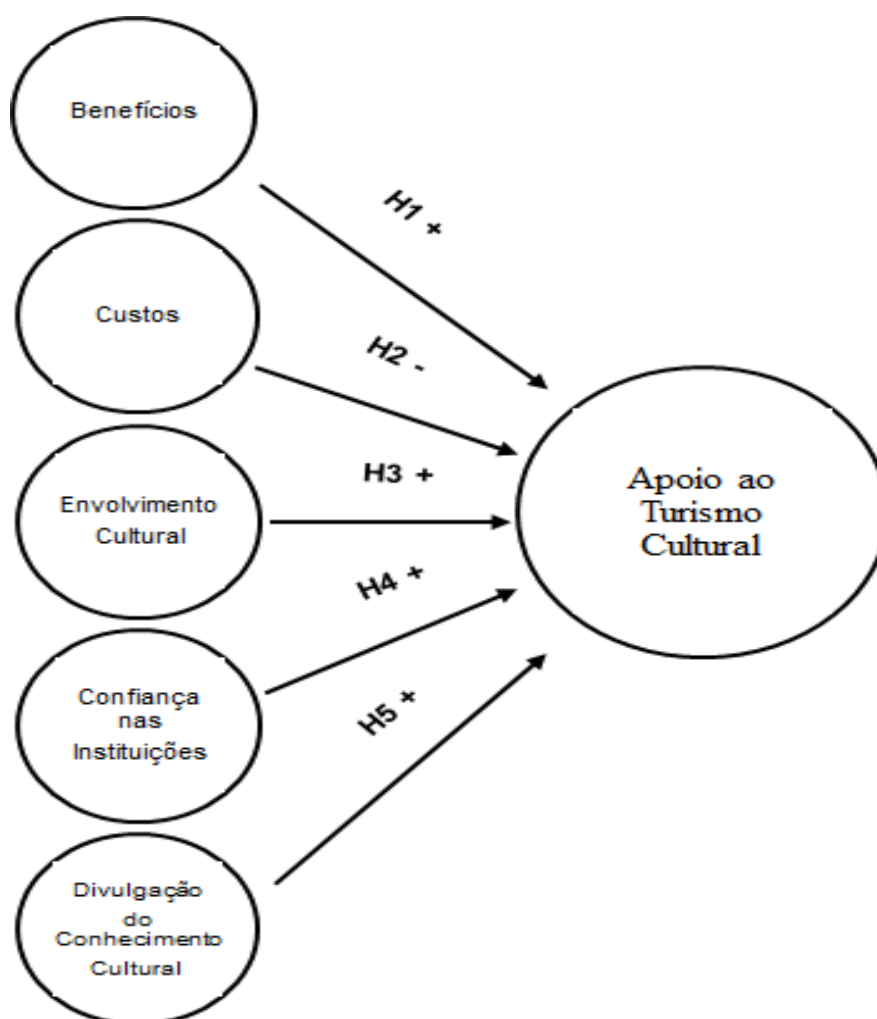 Benefícios
H1 +
Custos
H2 -
Envolvimento
Cultural
H3 +
Apoio ao
Turismo
Cultural
H4 +
Confiança
nas
Instituições
H5 +
Divulgação
do
Conhecimento
Cultural